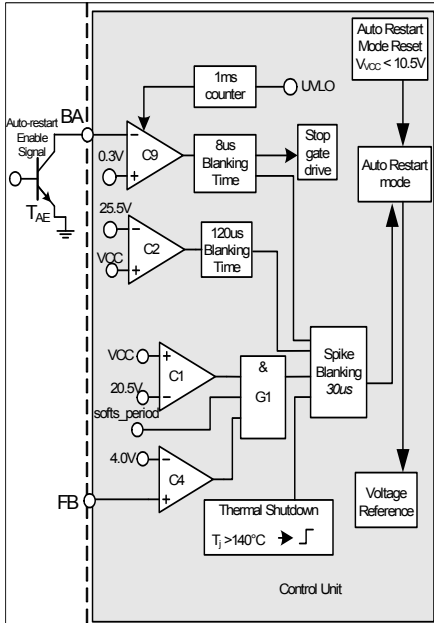 Auto Restart
Mode Reset
VVCC < 10.5V
1ms
counter
UVLO
BA
Auto-restart
Enable
Signal
TAE
0.3V
-
+
C9
8us
Blanking
Time
Stop
gate
drive
Auto Restart
mode
25.5V
-
+
C2
VCC
120us
Blanking
Time
VCC
+
-
C1
20.5V
softs_period
&
G1
Spike
Blanking
30us
4.0V
-
+
C4
FB
Thermal Shutdown
Tj >140°C
Voltage
Reference
Control Unit